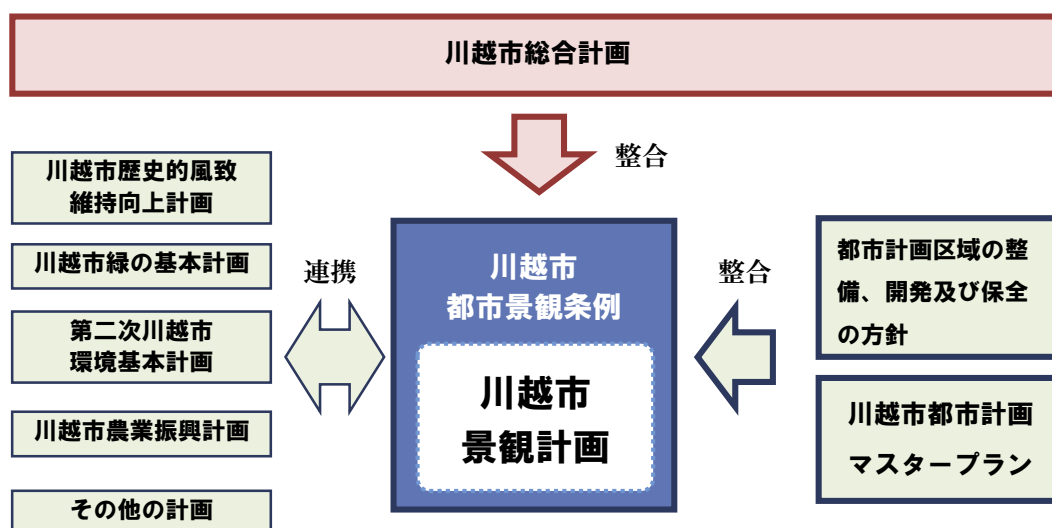 川越市総合計画
整合
川越市歴史的風致
維持向上計画
川越市緑の基本計画
第二次川越市
環境基本計画
川越市農業振興計画
その他の計画
連携
川越市
都市景観条例
川越市
景観計画
整合
都市計画区域の整
備、開発及び保全
の方針
川越市都市計画
マスタープラン